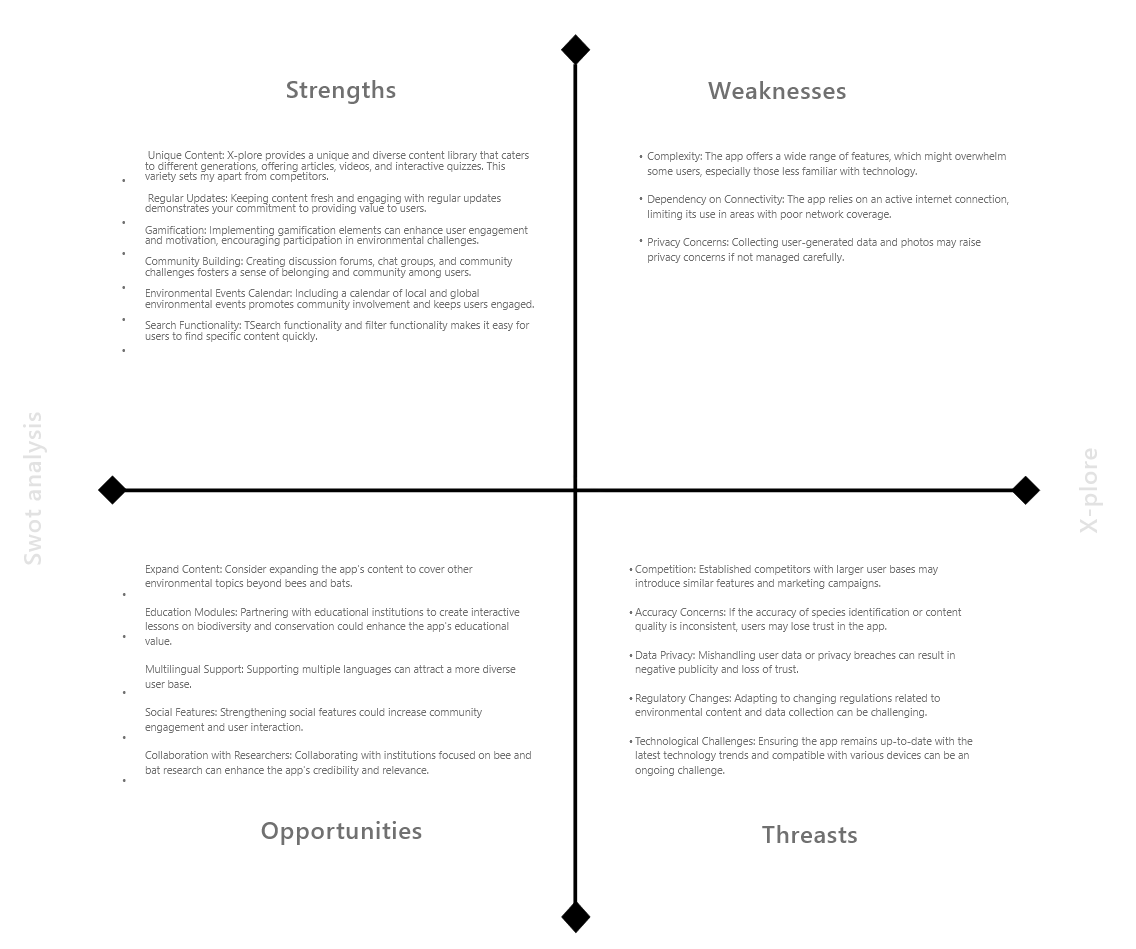 Strengths
Unique Content: X-plore provides a unique and diverse content library that caters
to different generations, offering articles, videos, and interactive quizzes. This
variety sets my apart from competitors.
Regular Updates: Keeping content fresh and engaging with regular updates
demonstrates your commitment to providing value to users.
Gamification: Implementing gamification elements can enhance user engagement
and motivation, encouraging participation in environmental challenges.
Community Building: Creating discussion forums, chat groups, and community
challenges fosters a sense of belonging and community among users.
Environmental Events Calendar: Including a calendar of local and global
environmental events promotes community involvement and keeps users engaged.
Search Functionality: TSearch functionality and filter functionality makes it easy for
users to find specific content quickly.
Weaknesses
• Complexity: The app offers a wide range of features, which might overwhelm
some users, especially those less familiar with technology.
• Dependency on Connectivity: The app relies on an active internet connection,
limiting its use in areas with poor network coverage.
• Privacy Concerns: Collecting user-generated data and photos may raise
privacy concerns if not managed carefully.
Swot analysis
X-plore
Expand Content: Consider expanding the app's content to cover other
environmental topics beyond bees and bats.
Education Modules: Partnering with educational institutions to create interactive
lessons on biodiversity and conservation could enhance the app's educational
value.
Multilingual Support: Supporting multiple languages can attract a more diverse
user base.
Social Features: Strengthening social features could increase community
engagement and user interaction.
Collaboration with Researchers: Collaborating with institutions focused on bee and
bat research can enhance the app's credibility and relevance.
Opportunities
• Competition: Established competitors with larger user bases may
introduce similar features and marketing campaigns.
• Accuracy Concerns: If the accuracy of species identification or content
quality is inconsistent, users may lose trust in the app.
• Data Privacy: Mishandling user data or privacy breaches can result in
negative publicity and loss of trust.
• Regulatory Changes: Adapting to changing regulations related to
environmental content and data collection can be challenging.
• Technological Challenges: Ensuring the app remains up-to-date with the
latest technology trends and compatible with various devices can be an
ongoing challenge.
Threasts